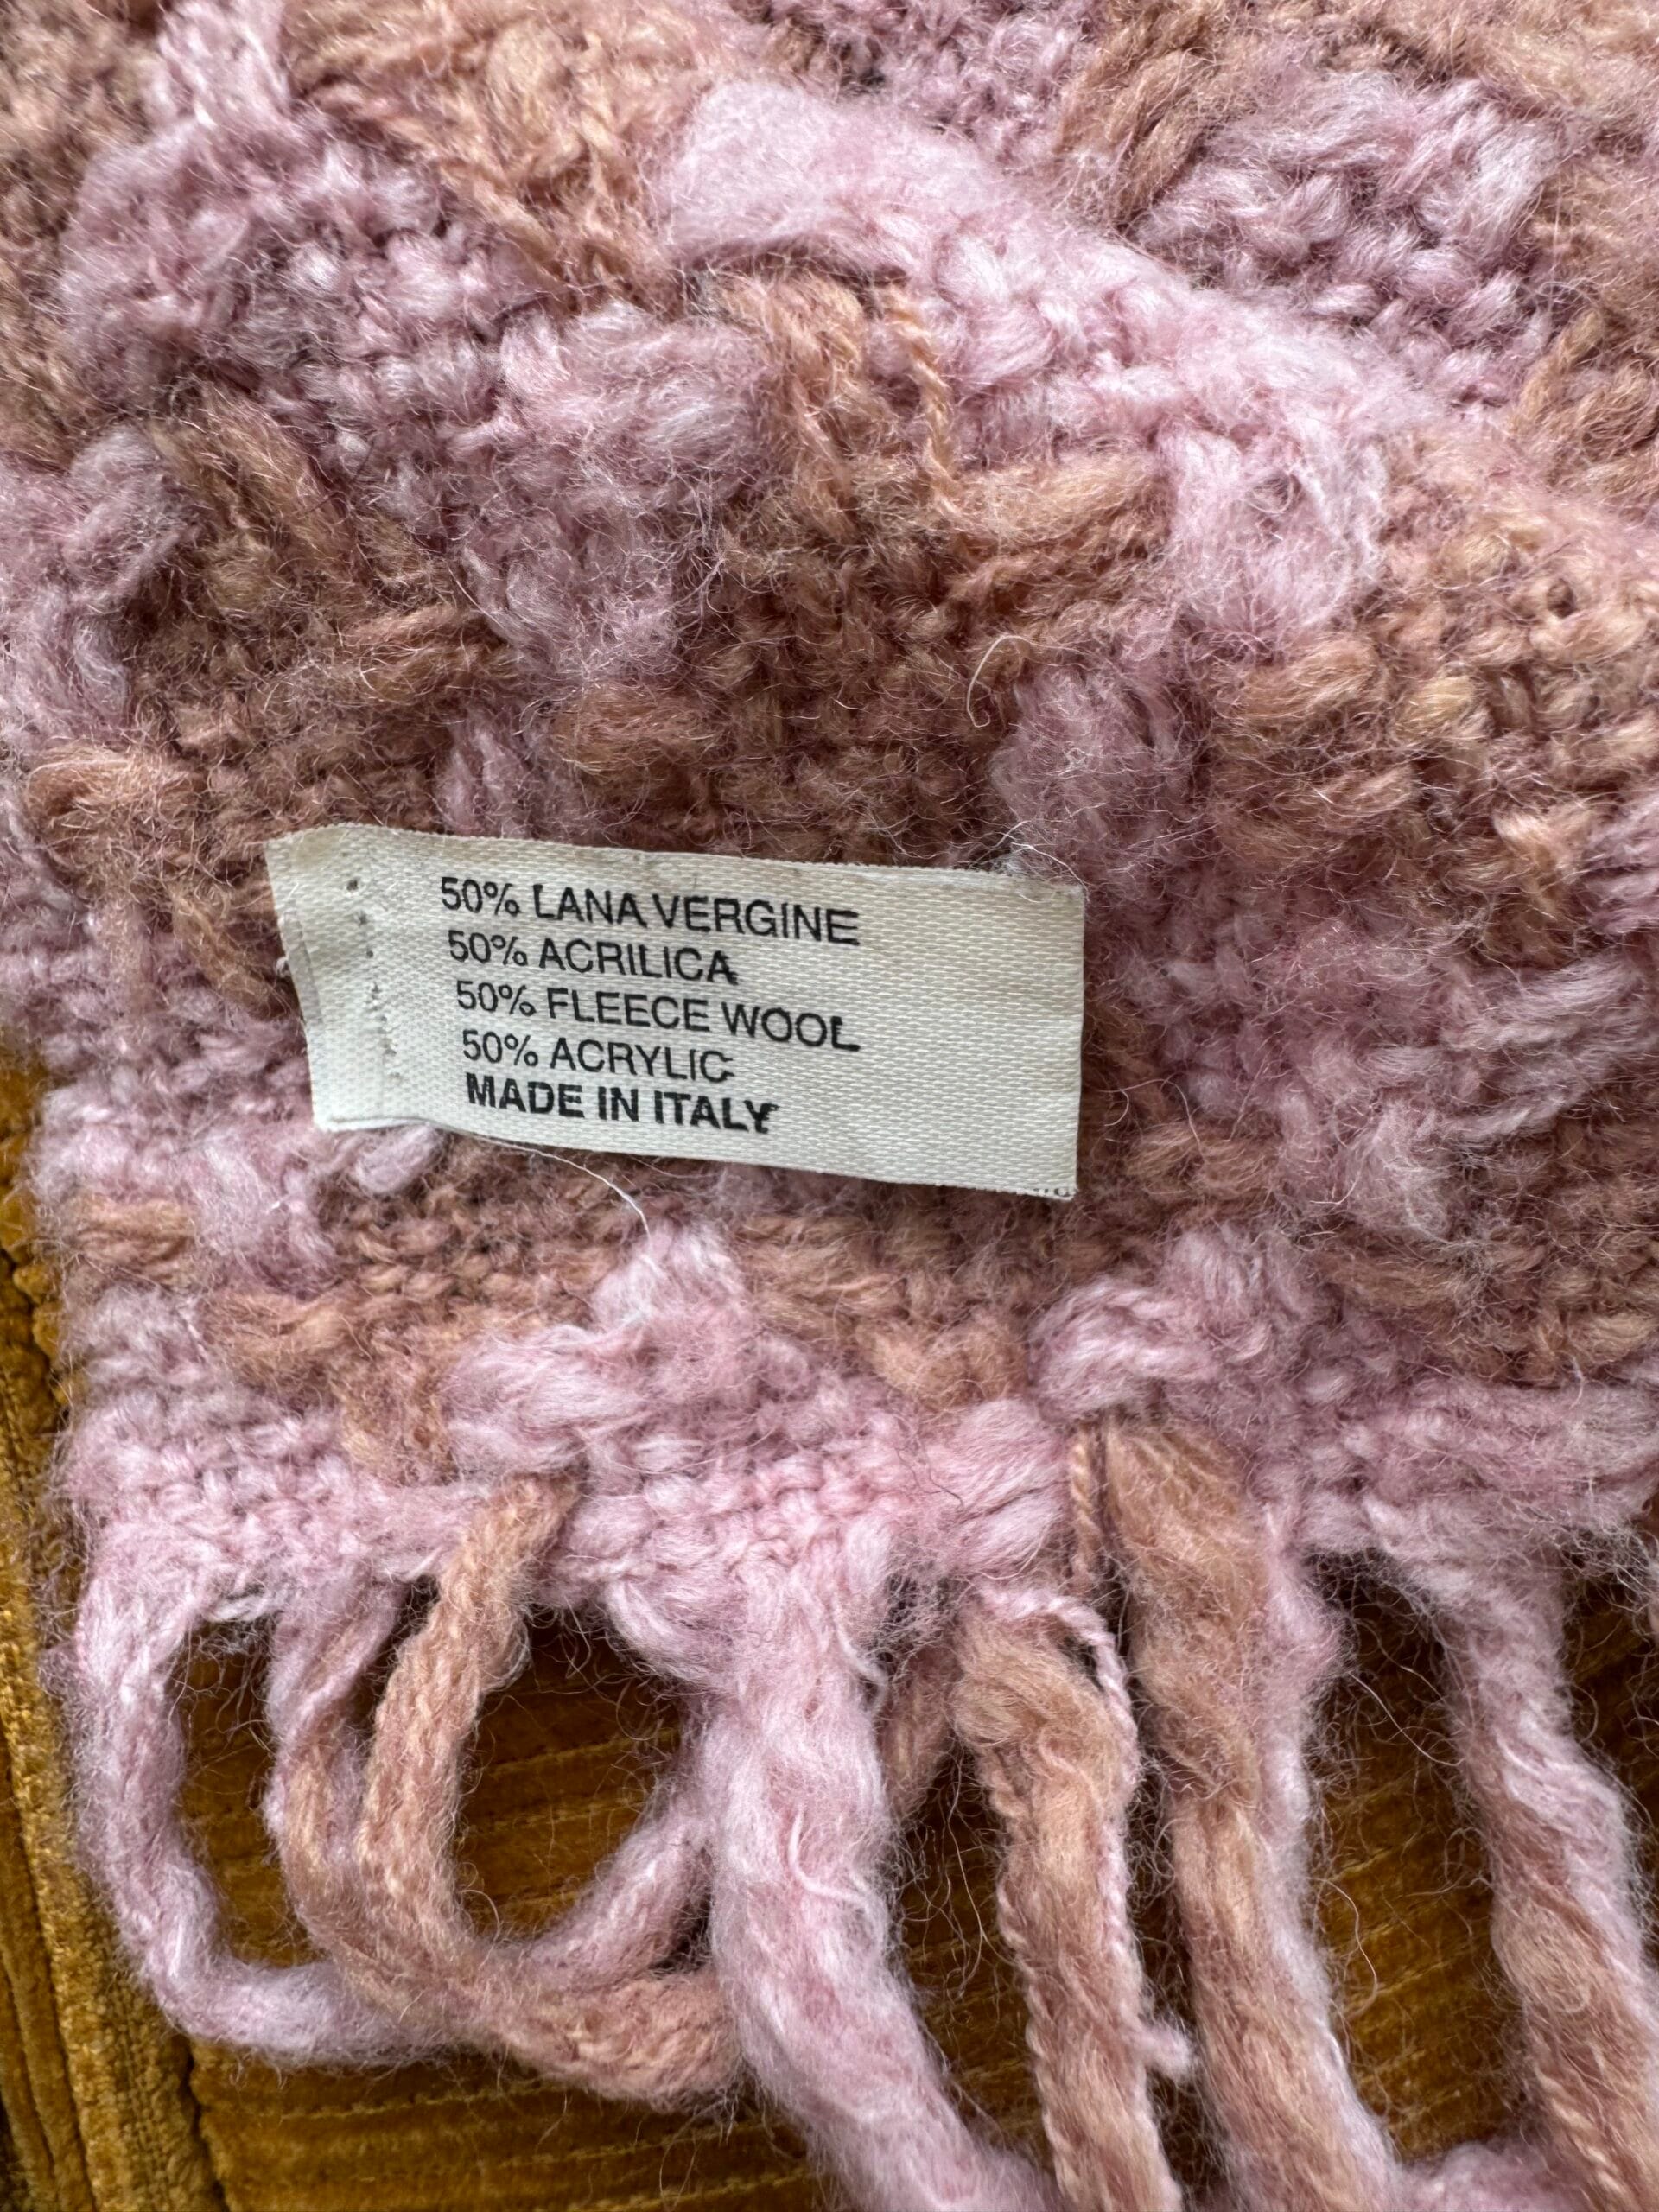 50% LANA VERGINE
50% ACRILICA
50% FLEECE WOOL
50% ACRYLIC
MADE IN ITALY